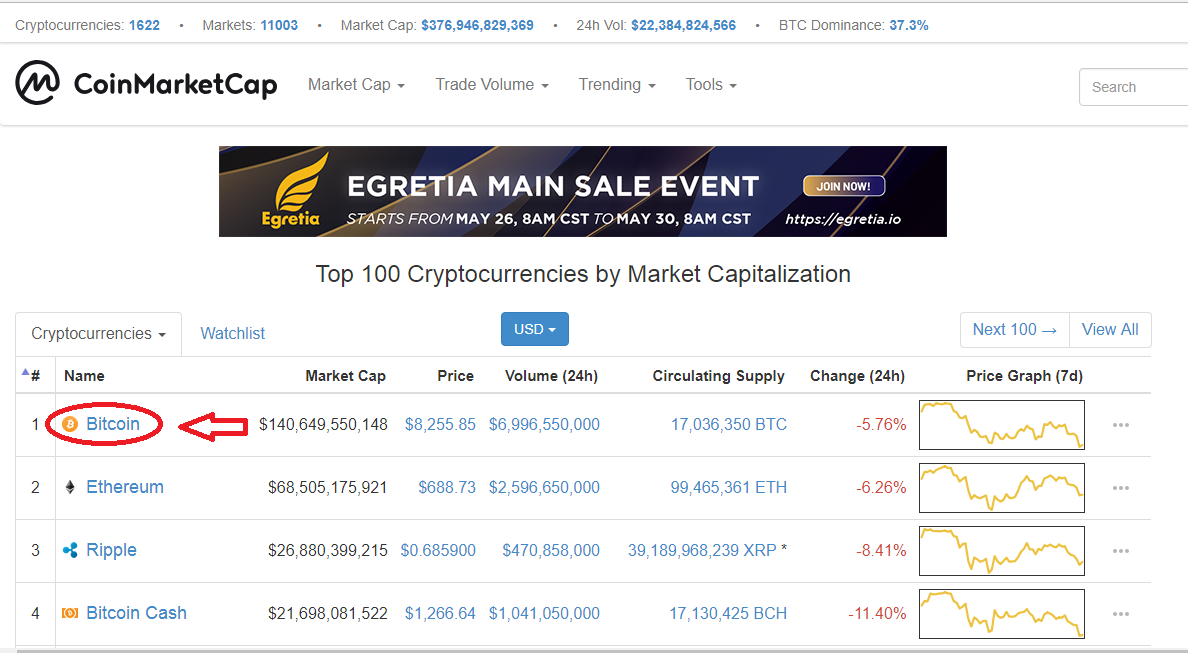 Cryptocurrencies: 1622 • Markets: 11003 • Market Cap: $376,946,829,369 • 24h Vol: $22,384,824,566 • BTC Dominance: 37.3%
CoinMarketCap Market Cap Trade Volume Trending Tools Search
Egretia EGRETIA MAIN SALE EVENT JOIN NOW!
STARTS FROM MAY 26, 8AM CST TO MAY 30, 8AM CST https://egretia.io
Top 100 Cryptocurrencies by Market Capitalization
Cryptocurrencies Watchlist USD Next 100 → View All
# Name Market Cap Price Volume (24h) Circulating Supply Change (24h) Price Graph (7d)
1 Bitcoin $140,649,550,148 $8,255.85 $6,996,550,000 17,036,350 BTC -5.76%
2 Ethereum $68,505,175,921 $688.73 $2,596,650,000 99,465,361 ETH -6.26%
3 Ripple $26,880,399,215 $0.685900 $470,858,000 39,189,968,239 XRP * -8.41%
4 Bitcoin Cash $21,698,081,522 $1,266.64 $1,041,050,000 17,130,425 BCH -11.40%